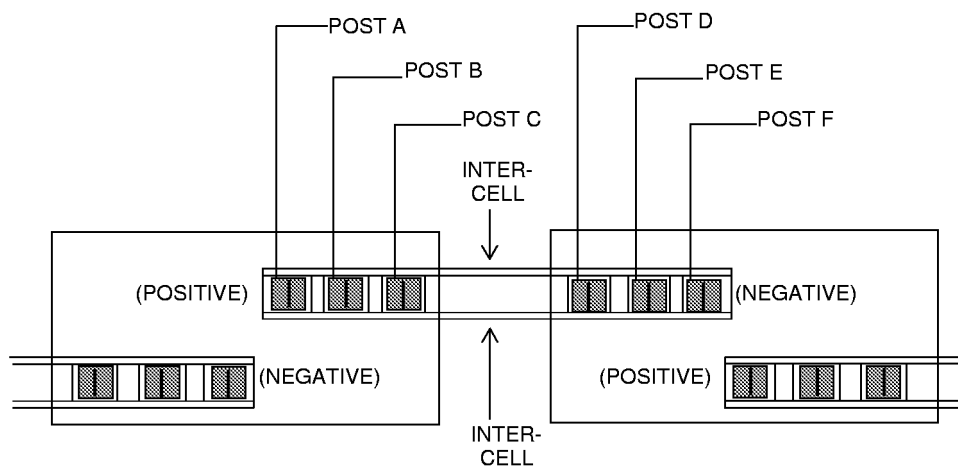 POST A
POST B
POST C
POST D
POST E
POST F
INTER-
CELL
(POSITIVE)
(NEGATIVE)
(NEGATIVE)
(POSITIVE)
INTER-
CELL